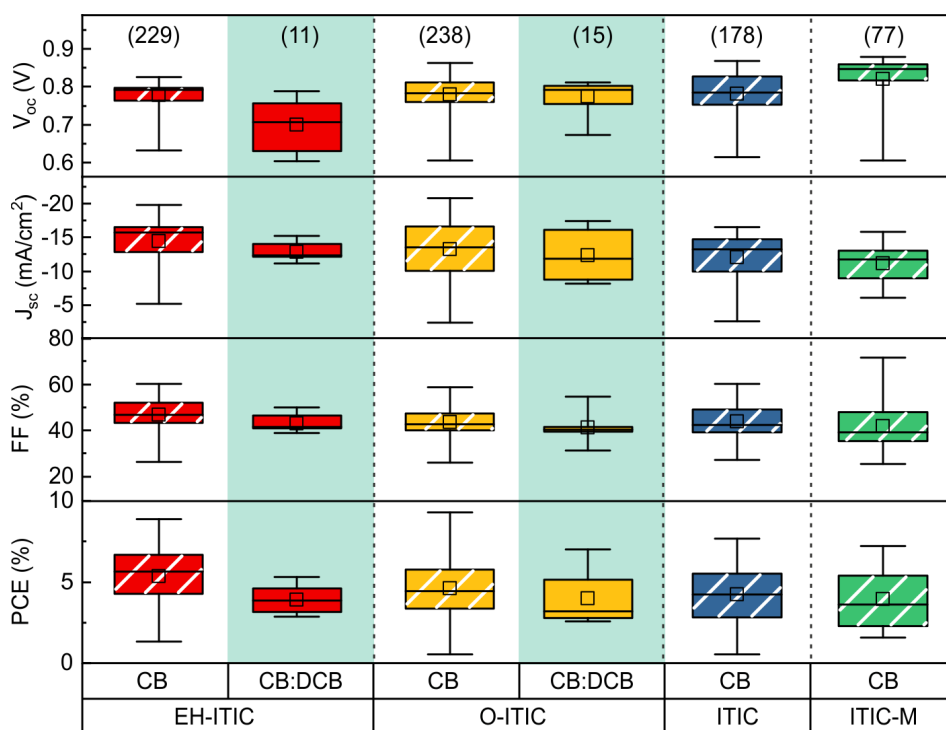 (229) (11) (238) (15) (178) (77)
0.9
0.8
0.7
0.6
V_oc (V)
-20
-15
-10
-5
J_sc (mA/cm²)
80
60
40
20
FF (%)
10
5
0
PCE (%)
CB CB:DCB CB CB:DCB CB CB
EH-ITIC O-ITIC ITIC ITIC-M